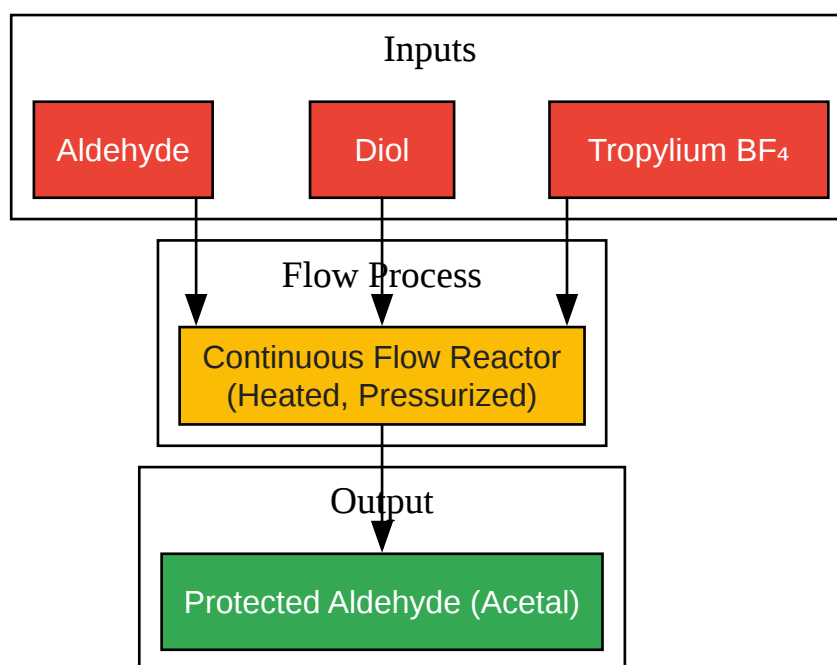 Inputs
Aldehyde
Diol
Tropylium BF₄
Flow Process
Continuous Flow Reactor
(Heated, Pressurized)
Output
Protected Aldehyde (Acetal)